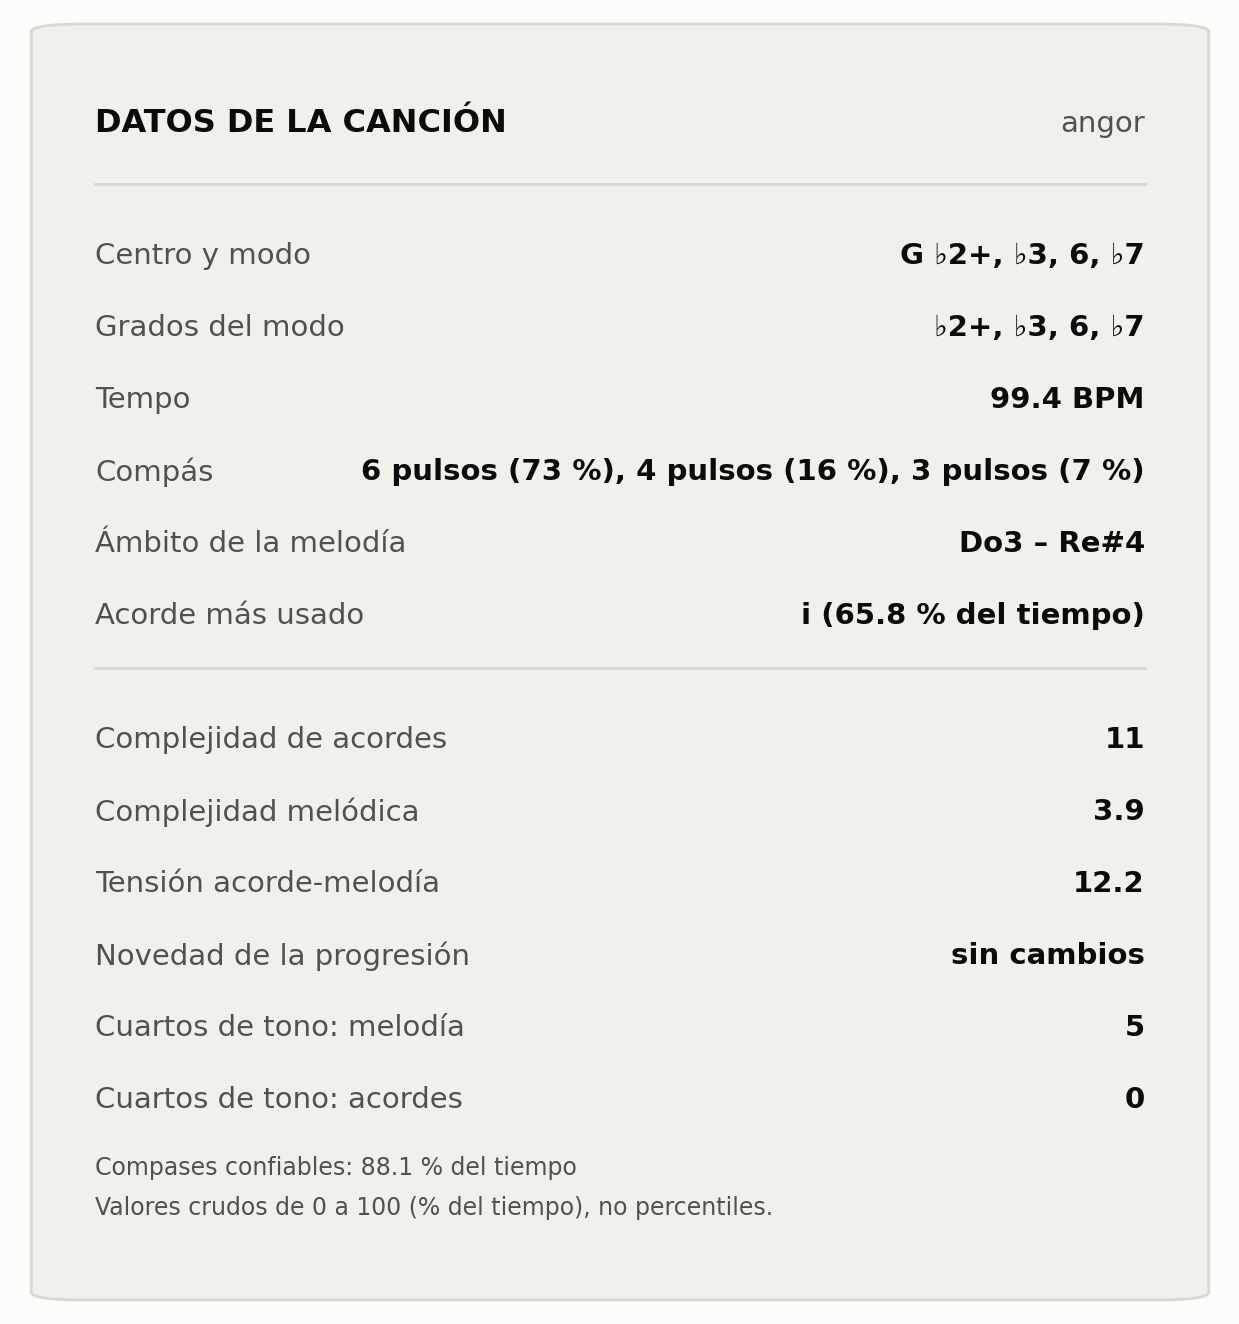 DATOS DE LA CANCIÓN angor
Centro y modo G ♭2+, ♭3, 6, ♭7
Grados del modo ♭2+, ♭3, 6, ♭7
Tempo 99.4 BPM
Compás 6 pulsos (73 %), 4 pulsos (16 %), 3 pulsos (7 %)
Ámbito de la melodía Do3 – Re#4
Acorde más usado i (65.8 % del tiempo)
Complejidad de acordes 11
Complejidad melódica 3.9
Tensión acorde-melodía 12.2
Novedad de la progresión sin cambios
Cuartos de tono: melodía 5
Cuartos de tono: acordes 0
Compases confiables: 88.1 % del tiempo
Valores crudos de 0 a 100 (% del tiempo), no percentiles.